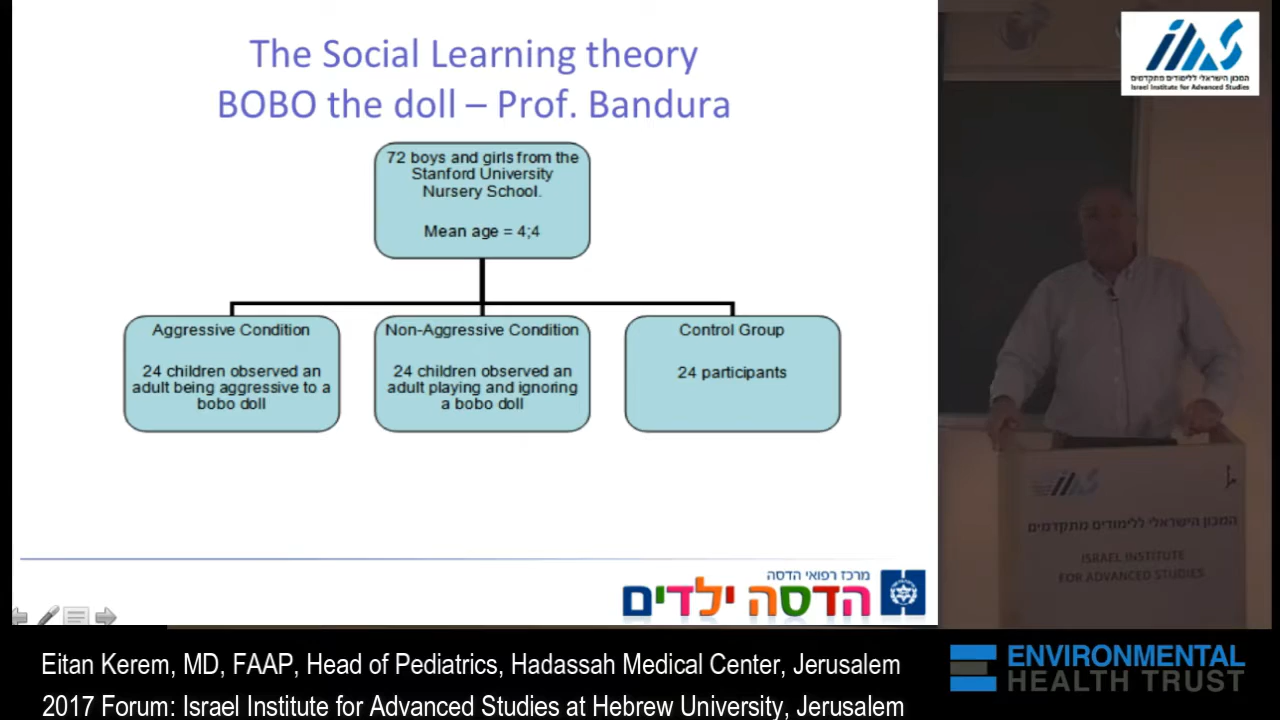 The Social Learning theory
BOBO the doll – Prof. Bandura
72 boys and girls from the
Stanford University
Nursery School.
Mean age = 4;4
Aggressive Condition
24 children observed an
adult being aggressive to a
bobo doll
Non-Aggressive Condition
24 children observed an
adult playing and ignoring
a bobo doll
Control Group
24 participants
מרכז רפואי הדסה
הדסה ילדים
המכון הישראלי ללימודים מתקדמים
Israel Institute for Advanced Studies
המכון הישראלי ללימודים מתקדמים
ISRAEL INSTITUTE
FOR ADVANCED STUDIES
Eitan Kerem, MD, FAAP, Head of Pediatrics, Hadassah Medical Center, Jerusalem
2017 Forum: Israel Institute for Advanced Studies at Hebrew University, Jerusalem
ENVIRONMENTAL
HEALTH TRUST